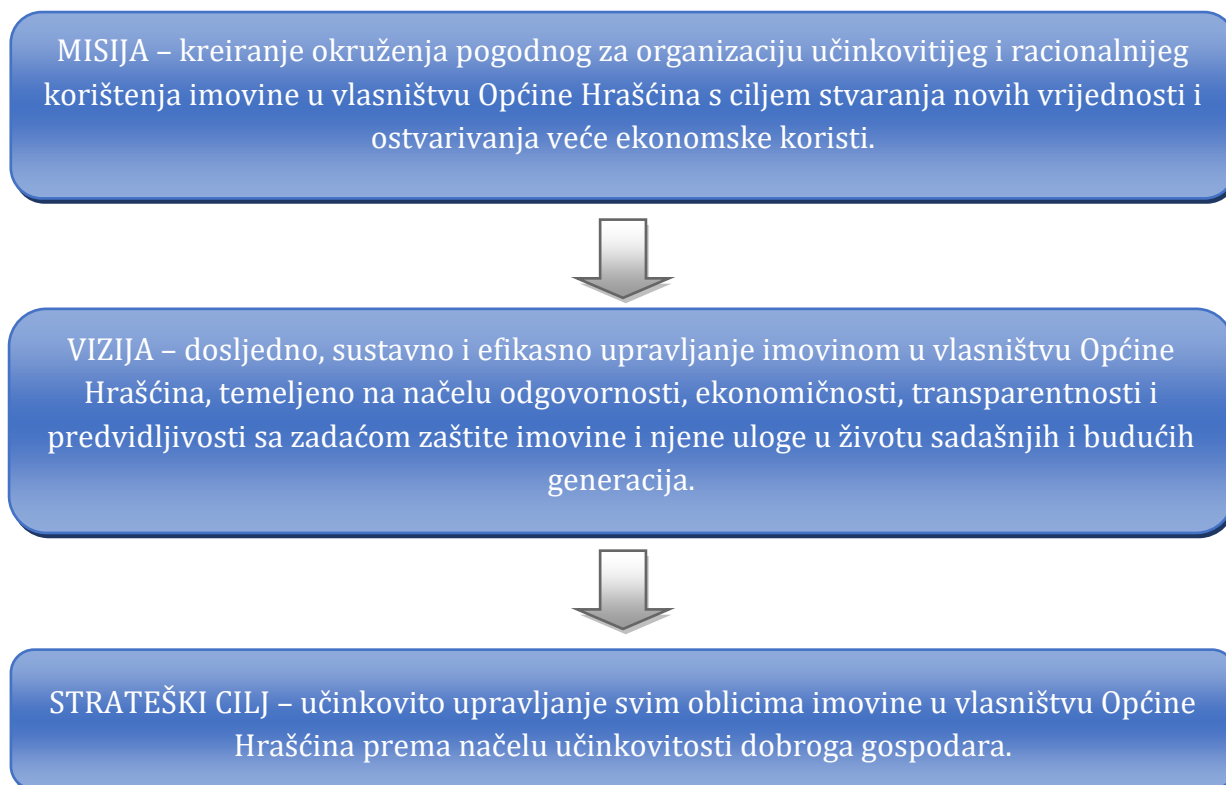 MISIJA – kreiranje okruženja pogodnog za organizaciju učinkovitijeg i racionalnijeg
korištenja imovine u vlasništvu Općine Hrašćina s ciljem stvaranja novih vrijednosti i
ostvarivanja veće ekonomske koristi.
VIZIJA – dosljedno, sustavno i efikasno upravljanje imovinom u vlasništvu Općine
Hrašćina, temeljeno na načelu odgovornosti, ekonomičnosti, transparentnosti i
predvidljivosti sa zadaćom zaštite imovine i njene uloge u životu sadašnjih i budućih
generacija.
STRATEŠKI CILJ – učinkovito upravljanje svim oblicima imovine u vlasništvu Općine
Hrašćina prema načelu učinkovitosti dobroga gospodara.